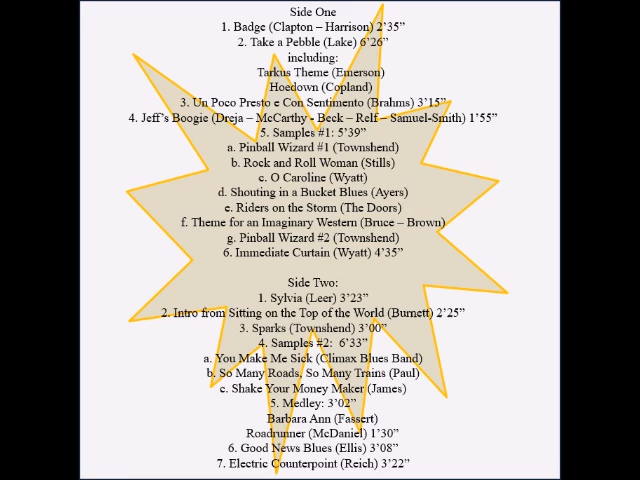 Side One
1. Badge (Clapton – Harrison) 2'35”
2. Take a Pebble (Lake) 6'26”
including:
Tarkus Theme (Emerson)
Hoedown (Copland)
3. Un Poco Presto e Con Sentimento (Brahms) 3'15”
4. Jeff's Boogie (Dreja – McCarthy - Beck – Relf – Samuel-Smith) 1'55”
5. Samples #1: 5'39”
a. Pinball Wizard #1 (Townshend)
b. Rock and Roll Woman (Stills)
c. O Caroline (Wyatt)
d. Shouting in a Bucket Blues (Ayers)
e. Riders on the Storm (The Doors)
f. Theme for an Imaginary Western (Bruce – Brown)
g. Pinball Wizard #2 (Townshend)
6. Immediate Curtain (Wyatt) 4'35”
Side Two:
1. Sylvia (Leer) 3'23”
2. Intro from Sitting on the Top of the World (Burnett) 2'25”
3. Sparks (Townshend) 3'00”
4. Samples #2:  6'33”
a. You Make Me Sick (Climax Blues Band)
b. So Many Roads, So Many Trains (Paul)
c. Shake Your Money Maker (James)
5. Medley: 3'02”
Barbara Ann (Fassert)
Roadrunner (McDaniel) 1'30”
6. Good News Blues (Ellis) 3'08”
7. Electric Counterpoint (Reich) 3'22”